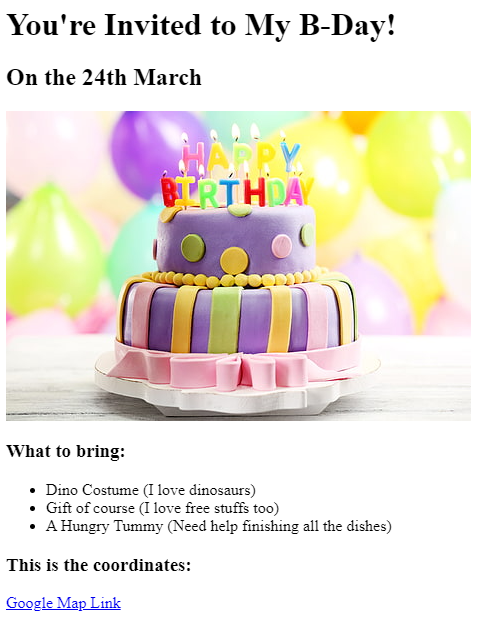 You're Invited to My B-Day!
On the 24th March
HAPPY
BIRTHDAY
What to bring:
Dino Costume (I love dinosaurs)
Gift of course (I love free stuffs too)
A Hungry Tummy (Need help finishing all the dishes)
This is the coordinates:
Google Map Link